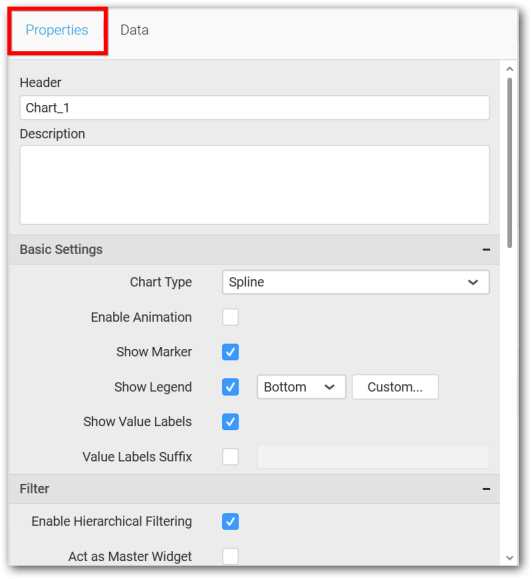 Properties Data
Header
Chart_1
Description
Basic Settings
Chart Type Spline
Enable Animation
Show Marker
Show Legend Bottom Custom...
Show Value Labels
Value Labels Suffix
Filter
Enable Hierarchical Filtering
Act as Master Widget